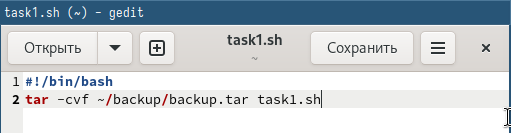 task1.sh (~) – gedit
Открыть
task1.sh
~
Сохранить
1 #!/bin/bash
2 tar -cvf ~/backup/backup.tar task1.sh